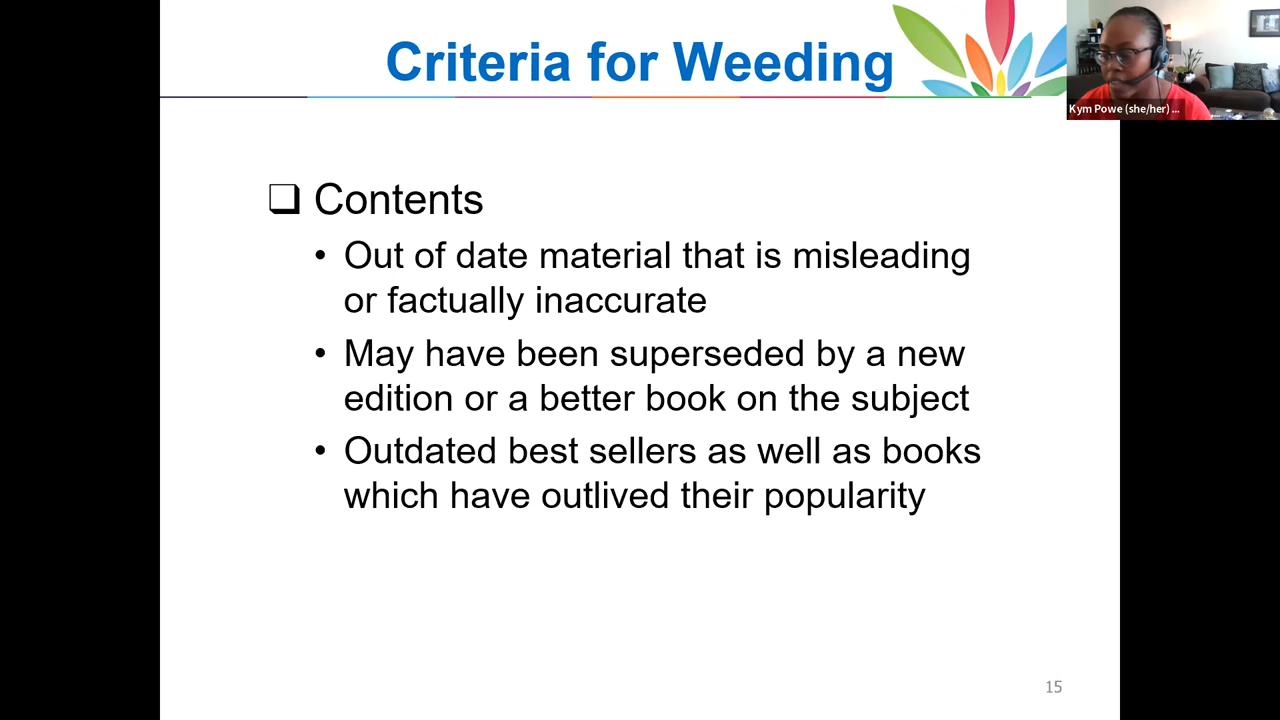 Criteria for Weeding
Kym Powe (she/her) ...
❑ Contents
• Out of date material that is misleading
or factually inaccurate
• May have been superseded by a new
edition or a better book on the subject
• Outdated best sellers as well as books
which have outlived their popularity
15